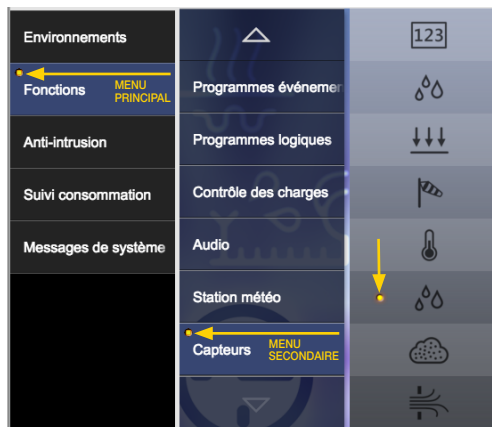 Environnements
Fonctions
MENU
PRINCIPAL
Anti-intrusion
Suivi consommation
Messages de système
Programmes événemen
Programmes logiques
Contrôle des charges
Audio
Station météo
Capteurs
MENU
SECONDAIRE
123